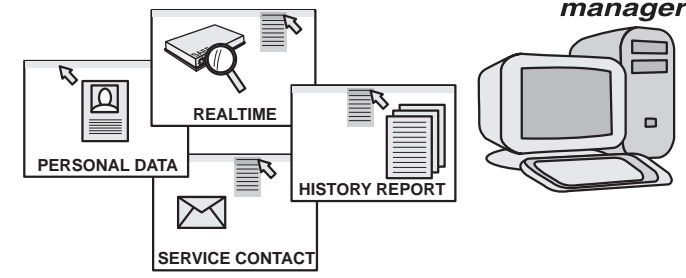 manager
REALTIME
PERSONAL DATA
HISTORY REPORT
SERVICE CONTACT